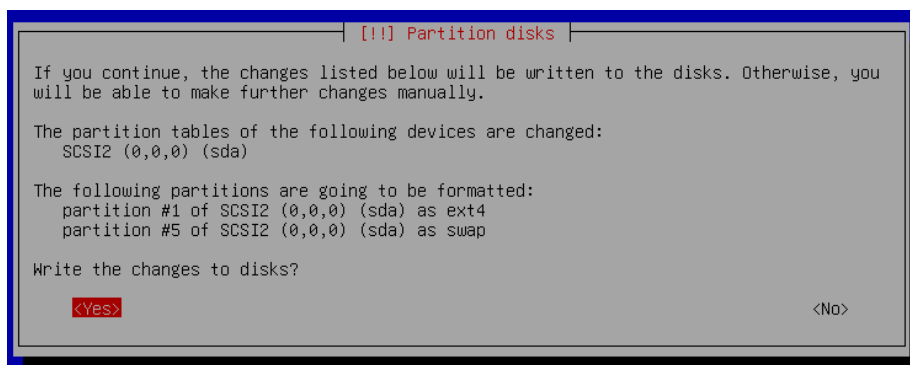 [!!] Partition disks
If you continue, the changes listed below will be written to the disks. Otherwise, you
will be able to make further changes manually.
The partition tables of the following devices are changed:
SCSI2 (0,0,0) (sda)
The following partitions are going to be formatted:
partition #1 of SCSI2 (0,0,0) (sda) as ext4
partition #5 of SCSI2 (0,0,0) (sda) as swap
Write the changes to disks?
<Yes> <No>